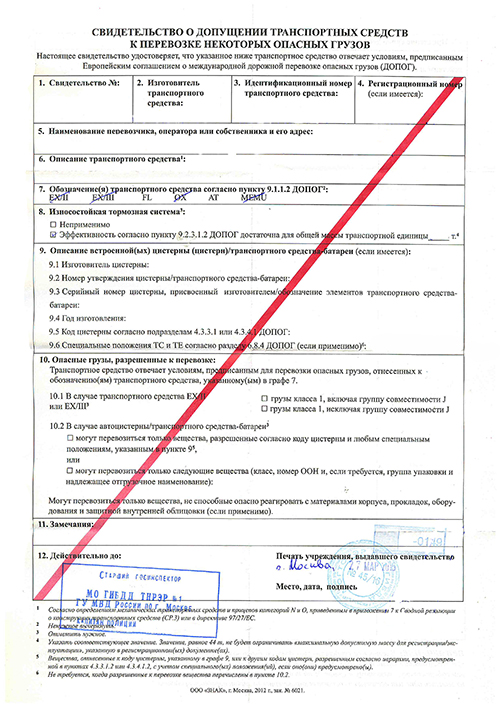 СВИДЕТЕЛЬСТВО О ДОПУЩЕНИИ ТРАНСПОРТНЫХ СРЕДСТВ
К ПЕРЕВОЗКЕ НЕКОТОРЫХ ОПАСНЫХ ГРУЗОВ
Настоящее свидетельство удостоверяет, что указанное ниже транспортное средство отвечает условиям, предписанным
Европейским соглашением о международной дорожной перевозке опасных грузов (ДОПОГ).
1. Свидетельство №:
2. Изготовитель
транспортного
средства:
3. Идентификационный номер
транспортного средства:
4. Регистрационный номер
(если имеется):
5. Наименование перевозчика, оператора или собственника и его адрес:
6. Описание транспортного средства¹:
7. Обозначение(я) транспортного средства согласно пункту 9.1.1.2 ДОПОГ²:
EX/II EX/III FL OX AT MEMU
8. Износостойкая тормозная система³:
Неприменимо
Эффективность согласно пункту 9.2.3.1.2 ДОПОГ достаточна для общей массы транспортной единицы_____ т.⁴
9. Описание встроенной(ых) цистерны (цистерн)/транспортного средства-батареи (если имеется):
9.1 Изготовитель цистерны:
9.2 Номер утверждения цистерны/транспортного средства-батареи:
9.3 Серийный номер цистерны, присвоенный изготовителем/обозначение элементов транспортного средства-
батареи:
9.4 Год изготовления:
9.5 Код цистерны согласно подразделам 4.3.3.1 или 4.3.4.1 ДОПОГ:
9.6 Специальные положения ТС и ТЕ согласно разделу 6.8.4 ДОПОГ (если применимо)⁶:
10. Опасные грузы, разрешенные к перевозке:
Транспортное средство отвечает условиям, предписанным для перевозки опасных грузов, отнесенных к
обозначению(ям) транспортного средства, указанному(ым) в графе 7.
10.1 В случае транспортного средства EX/II
или EX/III³
грузы класса 1, включая группу совместимости J
грузы класса 1, исключая группу совместимости J
10.2 В случае автоцистерны/транспортного средства-батареи³
могут перевозиться только вещества, разрешенные согласно коду цистерны и любым специальным
положениям, указанным в пункте 9⁵,
или
могут перевозиться только следующие вещества (класс, номер ООН и, если требуется, группа упаковки и
надлежащее отгрузочное наименование):
Могут перевозиться только вещества, не способные опасно реагировать с материалами корпуса, прокладок, обору-
дования и защитной внутренней облицовки (если применимо).
11. Замечания:
12. Действительно до:
Печать учреждения, выдавшего свидетельство
г. Москва, 27 МАР
Место, дата, подпись
СТАРШИЙ ГОСИНСПЕКТОР
МО ГИБДД ТНРЭР №1
ГУ МВД РОССИИ ПО Г. МОСКВЕ
КАПИТАН ПОЛИЦИИ
¹ Согласно определениям механических транспортных средств и прицепов категорий N и O, приведенным в приложении 7 к Сводной резолюции
о конструкции транспортных средств (СР.3) или в директиве 97/27/ЕС.
² Ненужное вычеркнуть.
³ Отметить нужное.
⁴ Указать соответствующее значение. Значения, равное 44 т, не будет ограничивать «максимальную допустимую массу для регистрации/экс-
плуатации», указанную в регистрационном(ых) документе(ах).
⁵ Вещества, отнесенные к коду цистерны, указанному в графе 9, или к другим кодам цистерн, разрешенным согласно иерархии, предусмотрен-
ной в пунктах 4.3.3.1.2 или 4.3.4.1.2, с учетом специального(ых) положения(ий), если оно(они) предусмотрено(ы).
⁶ Не требуется, когда разрешенные к перевозке вещества перечислены в пункте 10.2.
ООО «ЗНАК», г. Москва, 2012 г., зак. № 6021.